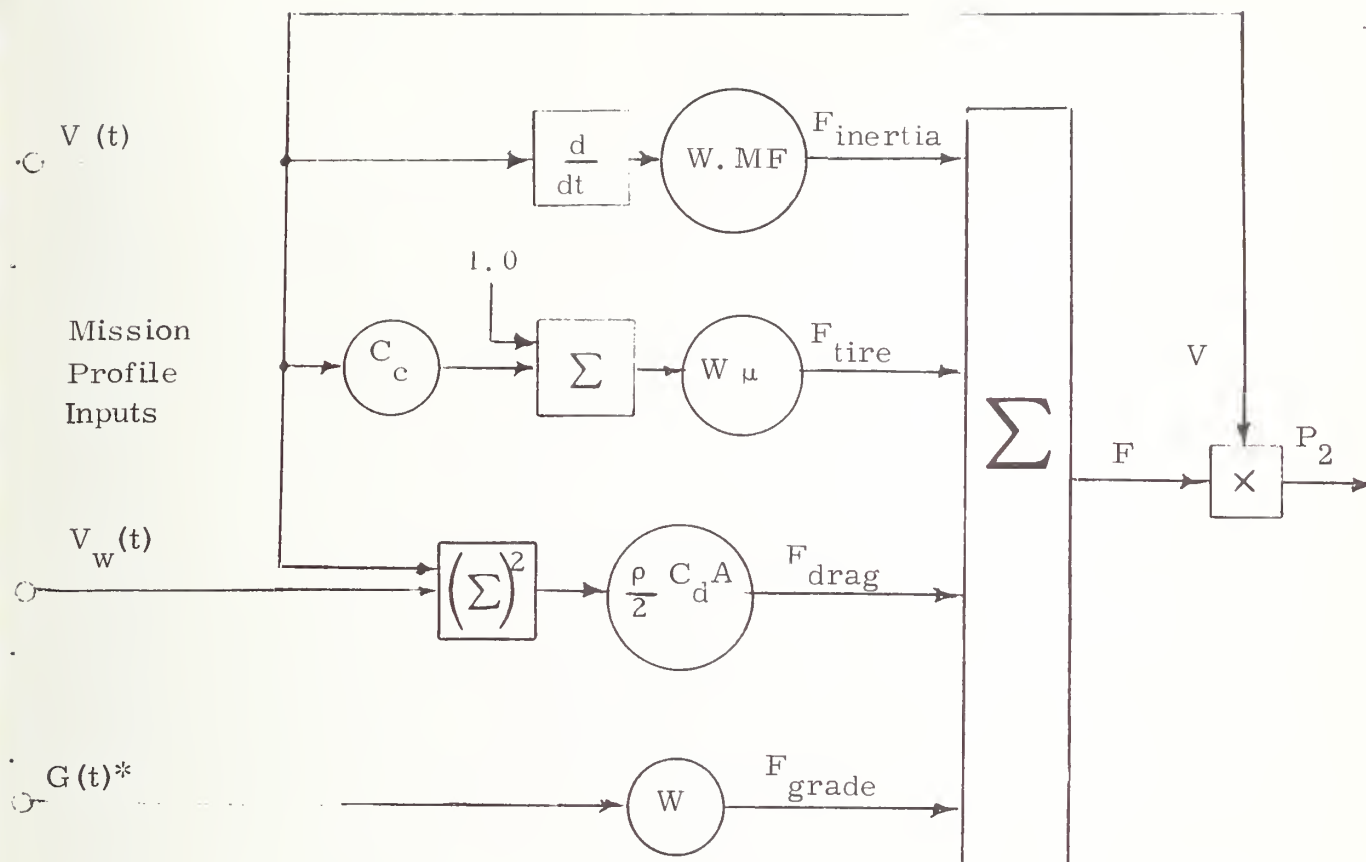 V (t)
d
dt
W. MF
F inertia
1. 0
Mission
Profile
Inputs
C c
Σ
W μ
F tire
Σ
V
F
×
P 2
V w (t)
(Σ) 2
ρ
2
C d A
F drag
G (t)*
W
F grade